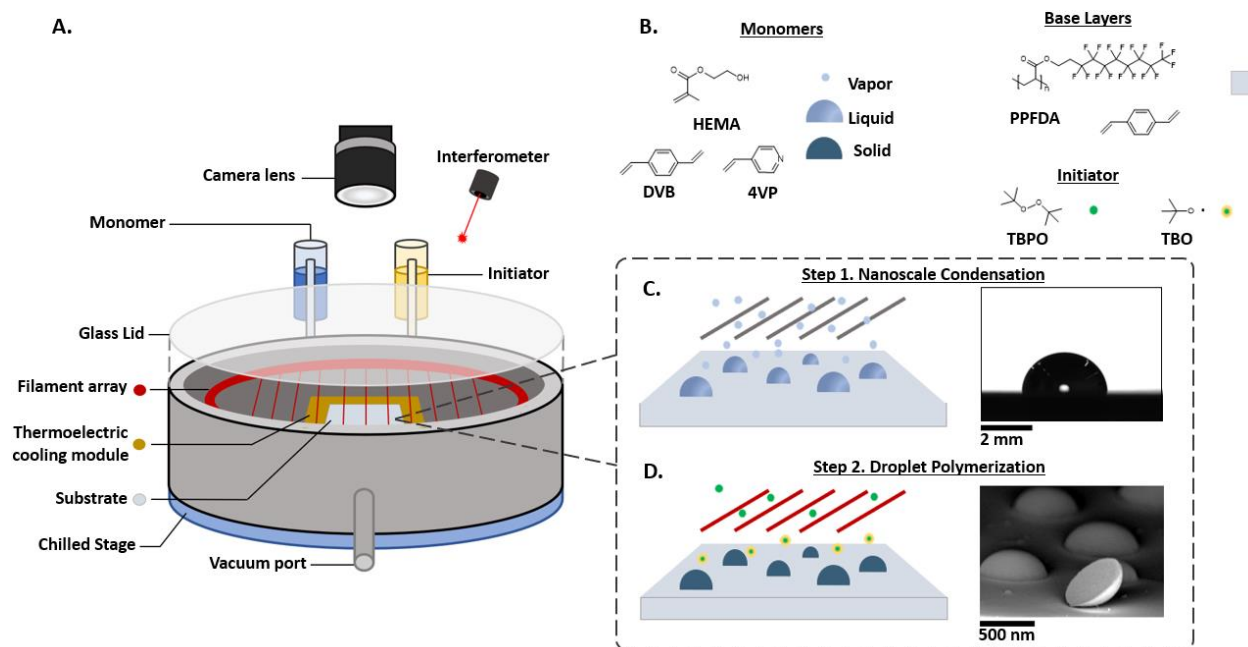 A.
Camera lens
Interferometer
Monomer
Initiator
Glass Lid
Filament array
Thermoelectric
cooling module
Substrate
Chilled Stage
Vacuum port
B.
Monomers
O
O
OH
HEMA
DVB
N
4VP
Vapor
Liquid
Solid
Base Layers
O
O
n
F F F F F F F F
F
F
F F F F F F F F
PPFDA
Initiator
O
O
TBPO
O
TBO
Step 1. Nanoscale Condensation
C.
2 mm
Step 2. Droplet Polymerization
D.
500 nm